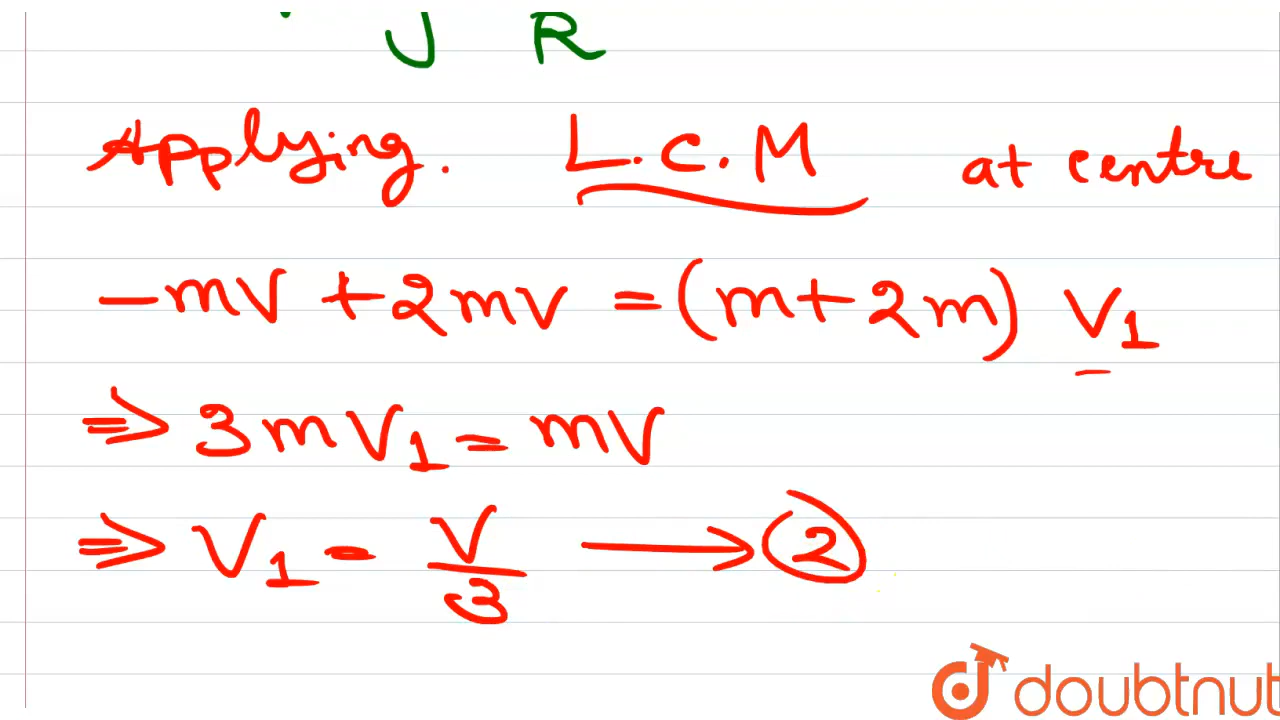 J R
Applying. L.C.M at centre
-mV + 2mV = (m + 2m) V₁
⇒ 3mV₁ = mV
⇒ V₁ = V/3 → (2)
doubtnut